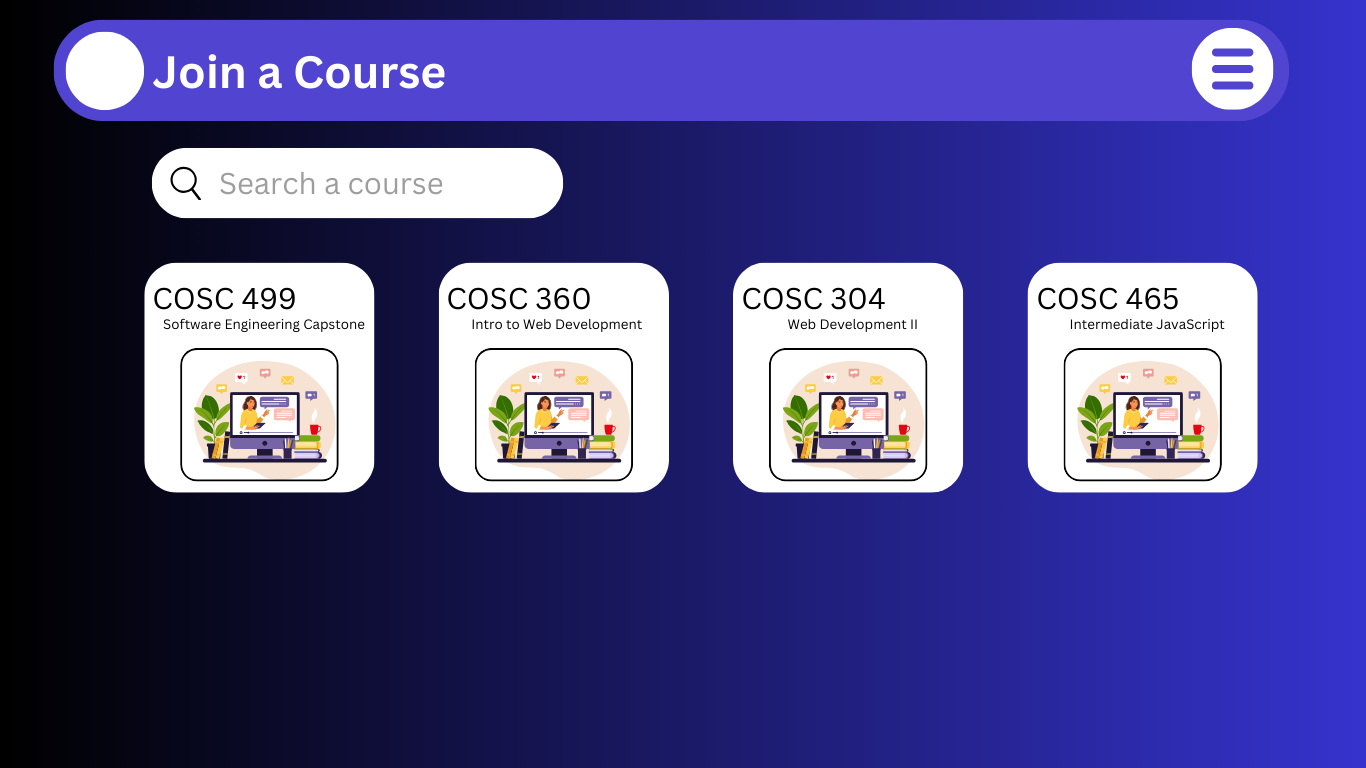 Join a Course
Search a course
COSC 499
Software Engineering Capstone
COSC 360
Intro to Web Development
COSC 304
Web Development II
COSC 465
Intermediate JavaScript